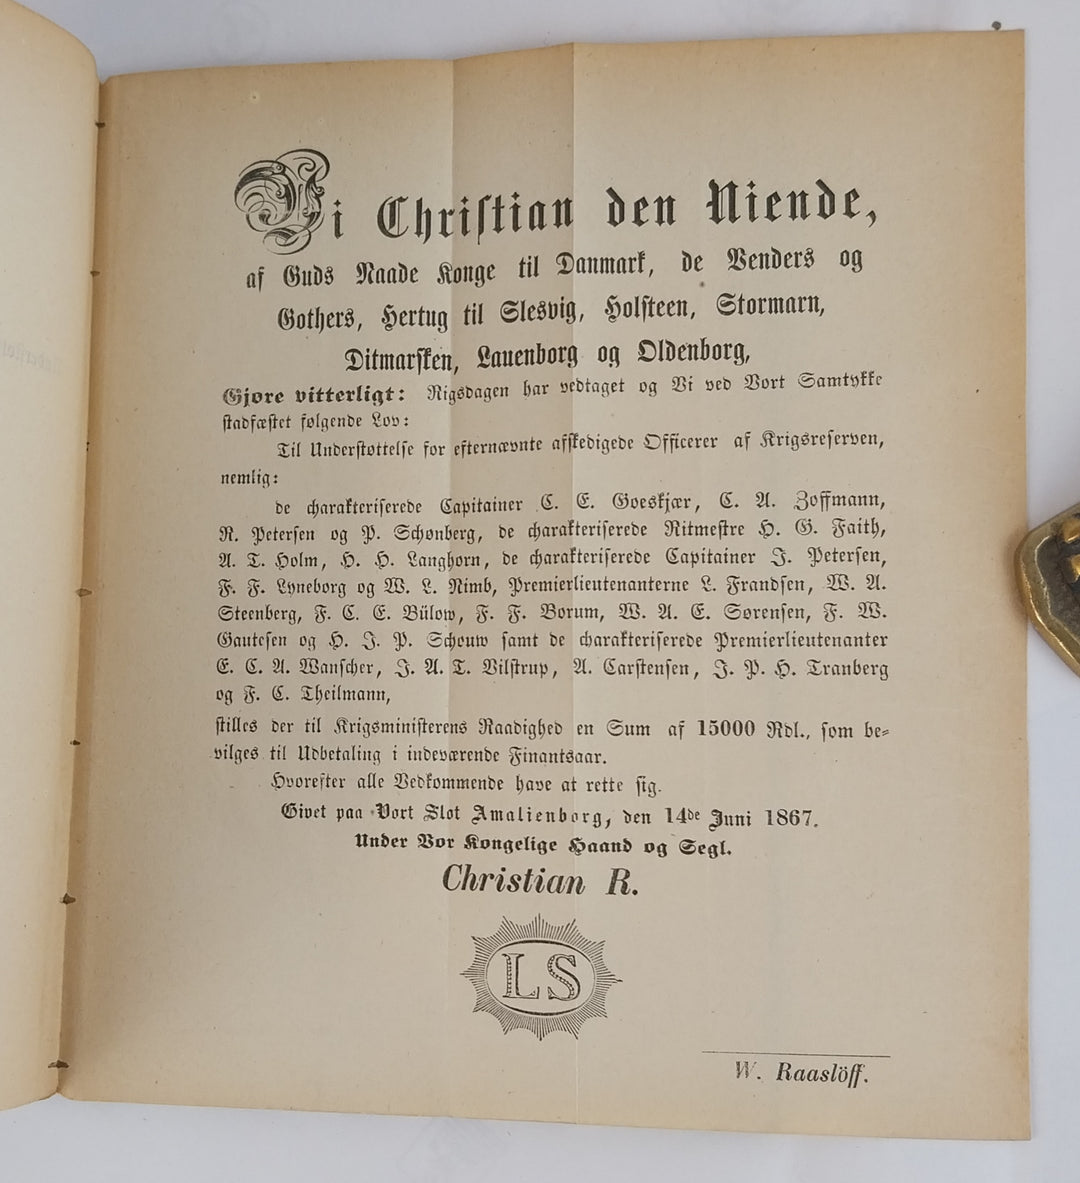 Vi Christian den Niende,
af Guds Naade Konge til Danmark, de Venders og
Gothers, Hertug til Slesvig, Holsteen, Stormarn,
Ditmarsken, Lauenborg og Oldenborg,
Gjøre vitterligt: Rigsdagen har vedtaget og Vi ved Vort Samtykke
stadfæstet følgende Lov:
Til Understøttelse for efternævnte afskedigede Officerer af Krigsreserven,
nemlig:
de charakteriserede Capitainer C. E. Goeskjær, C. A. Zoffmann,
R. Petersen og P. Schønberg, de charakteriserede Ritmestre H. G. Faith,
A. T. Holm, H. H. Langhorn, de charakteriserede Capitainer J. Petersen,
F. F. Lyneborg og W. L. Nimb, Premierlieutenanterne L. Frandsen, W. A.
Steenberg, F. C. E. Bülow, F. F. Borum, W. A. E. Sørensen, F. W.
Gautesen og H. J. P. Schouw samt de charakteriserede Premierlieutenanter
E. C. A. Wanscher, J. A. T. Vilstrup, A. Carstensen, J. P. H. Tranberg
og F. C. Theilmann,
stilles der til Krigsministerens Raadighed en Sum af 15000 Rdl., som be-
vilges til Udbetaling i indeværende Finantsaar.
Hvorefter alle Vedkommende have at rette sig.
Givet paa Vort Slot Amalienborg, den 14de Juni 1867.
Under Vor Kongelige Haand og Segl.
Christian R.
LS
W. Raaslöff.